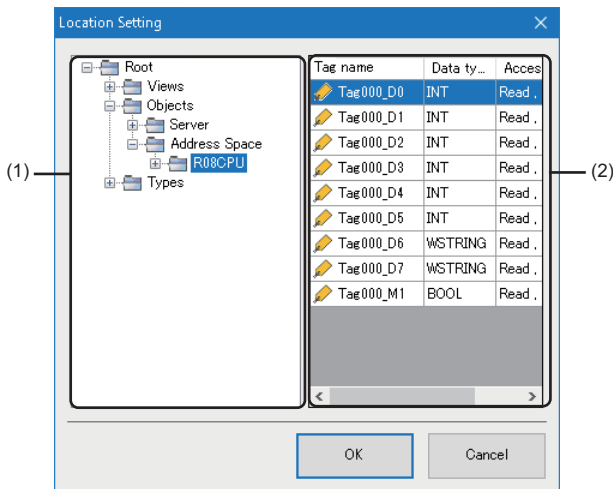 Location Setting
Root
Views
Objects
Server
Address Space
R08CPU
Types
(1)
Tag name Data ty... Acces
Tag000_D0 INT Read ,
Tag000_D1 INT Read ,
Tag000_D2 INT Read ,
Tag000_D3 INT Read ,
Tag000_D4 INT Read ,
Tag000_D5 INT Read ,
Tag000_D6 WSTRING Read ,
Tag000_D7 WSTRING Read ,
Tag000_M1 BOOL Read ,
(2)
OK Cancel